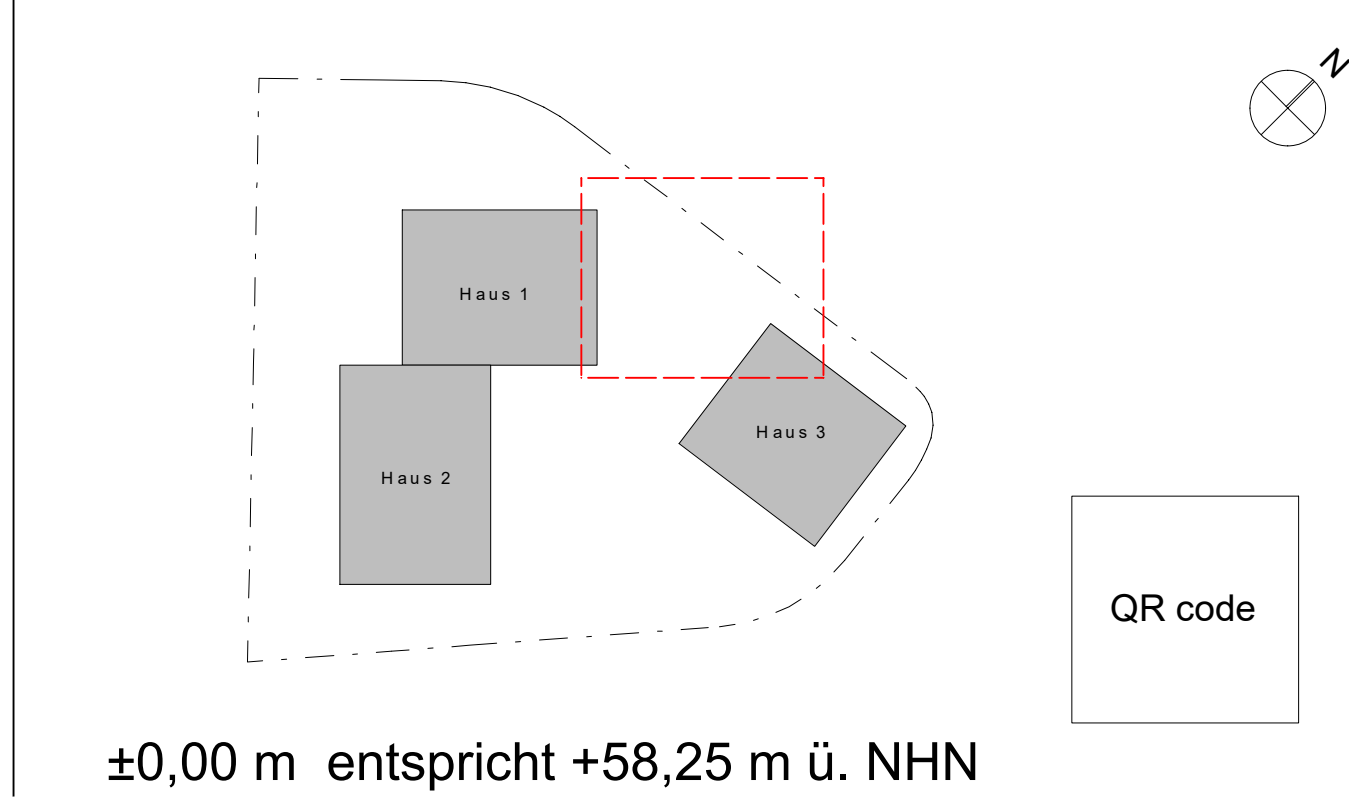 N
Haus 1
Haus 3
Haus 2
QR code
±0,00 m entspricht +58,25 m ü. NHN